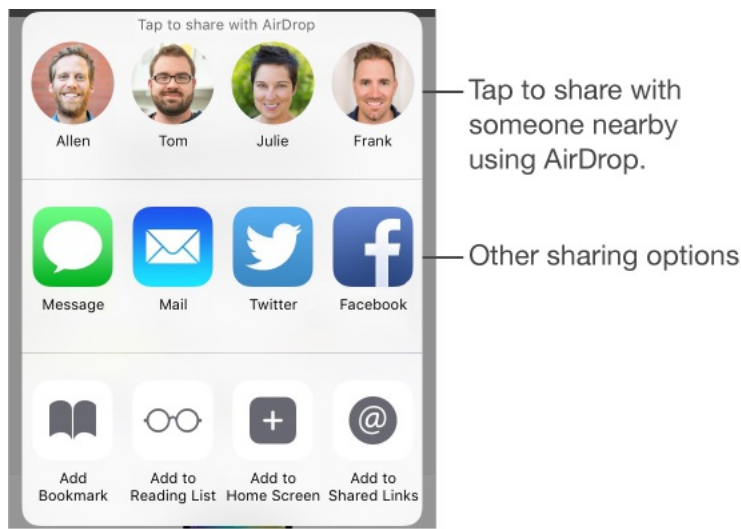 Tap to share with AirDrop
Allen
Tom
Julie
Frank
Tap to share with
someone nearby
using AirDrop.
Message
Mail
Twitter
Facebook
Other sharing options
Add
Bookmark
Add to
Reading List
Add to
Home Screen
Add to
Shared Links